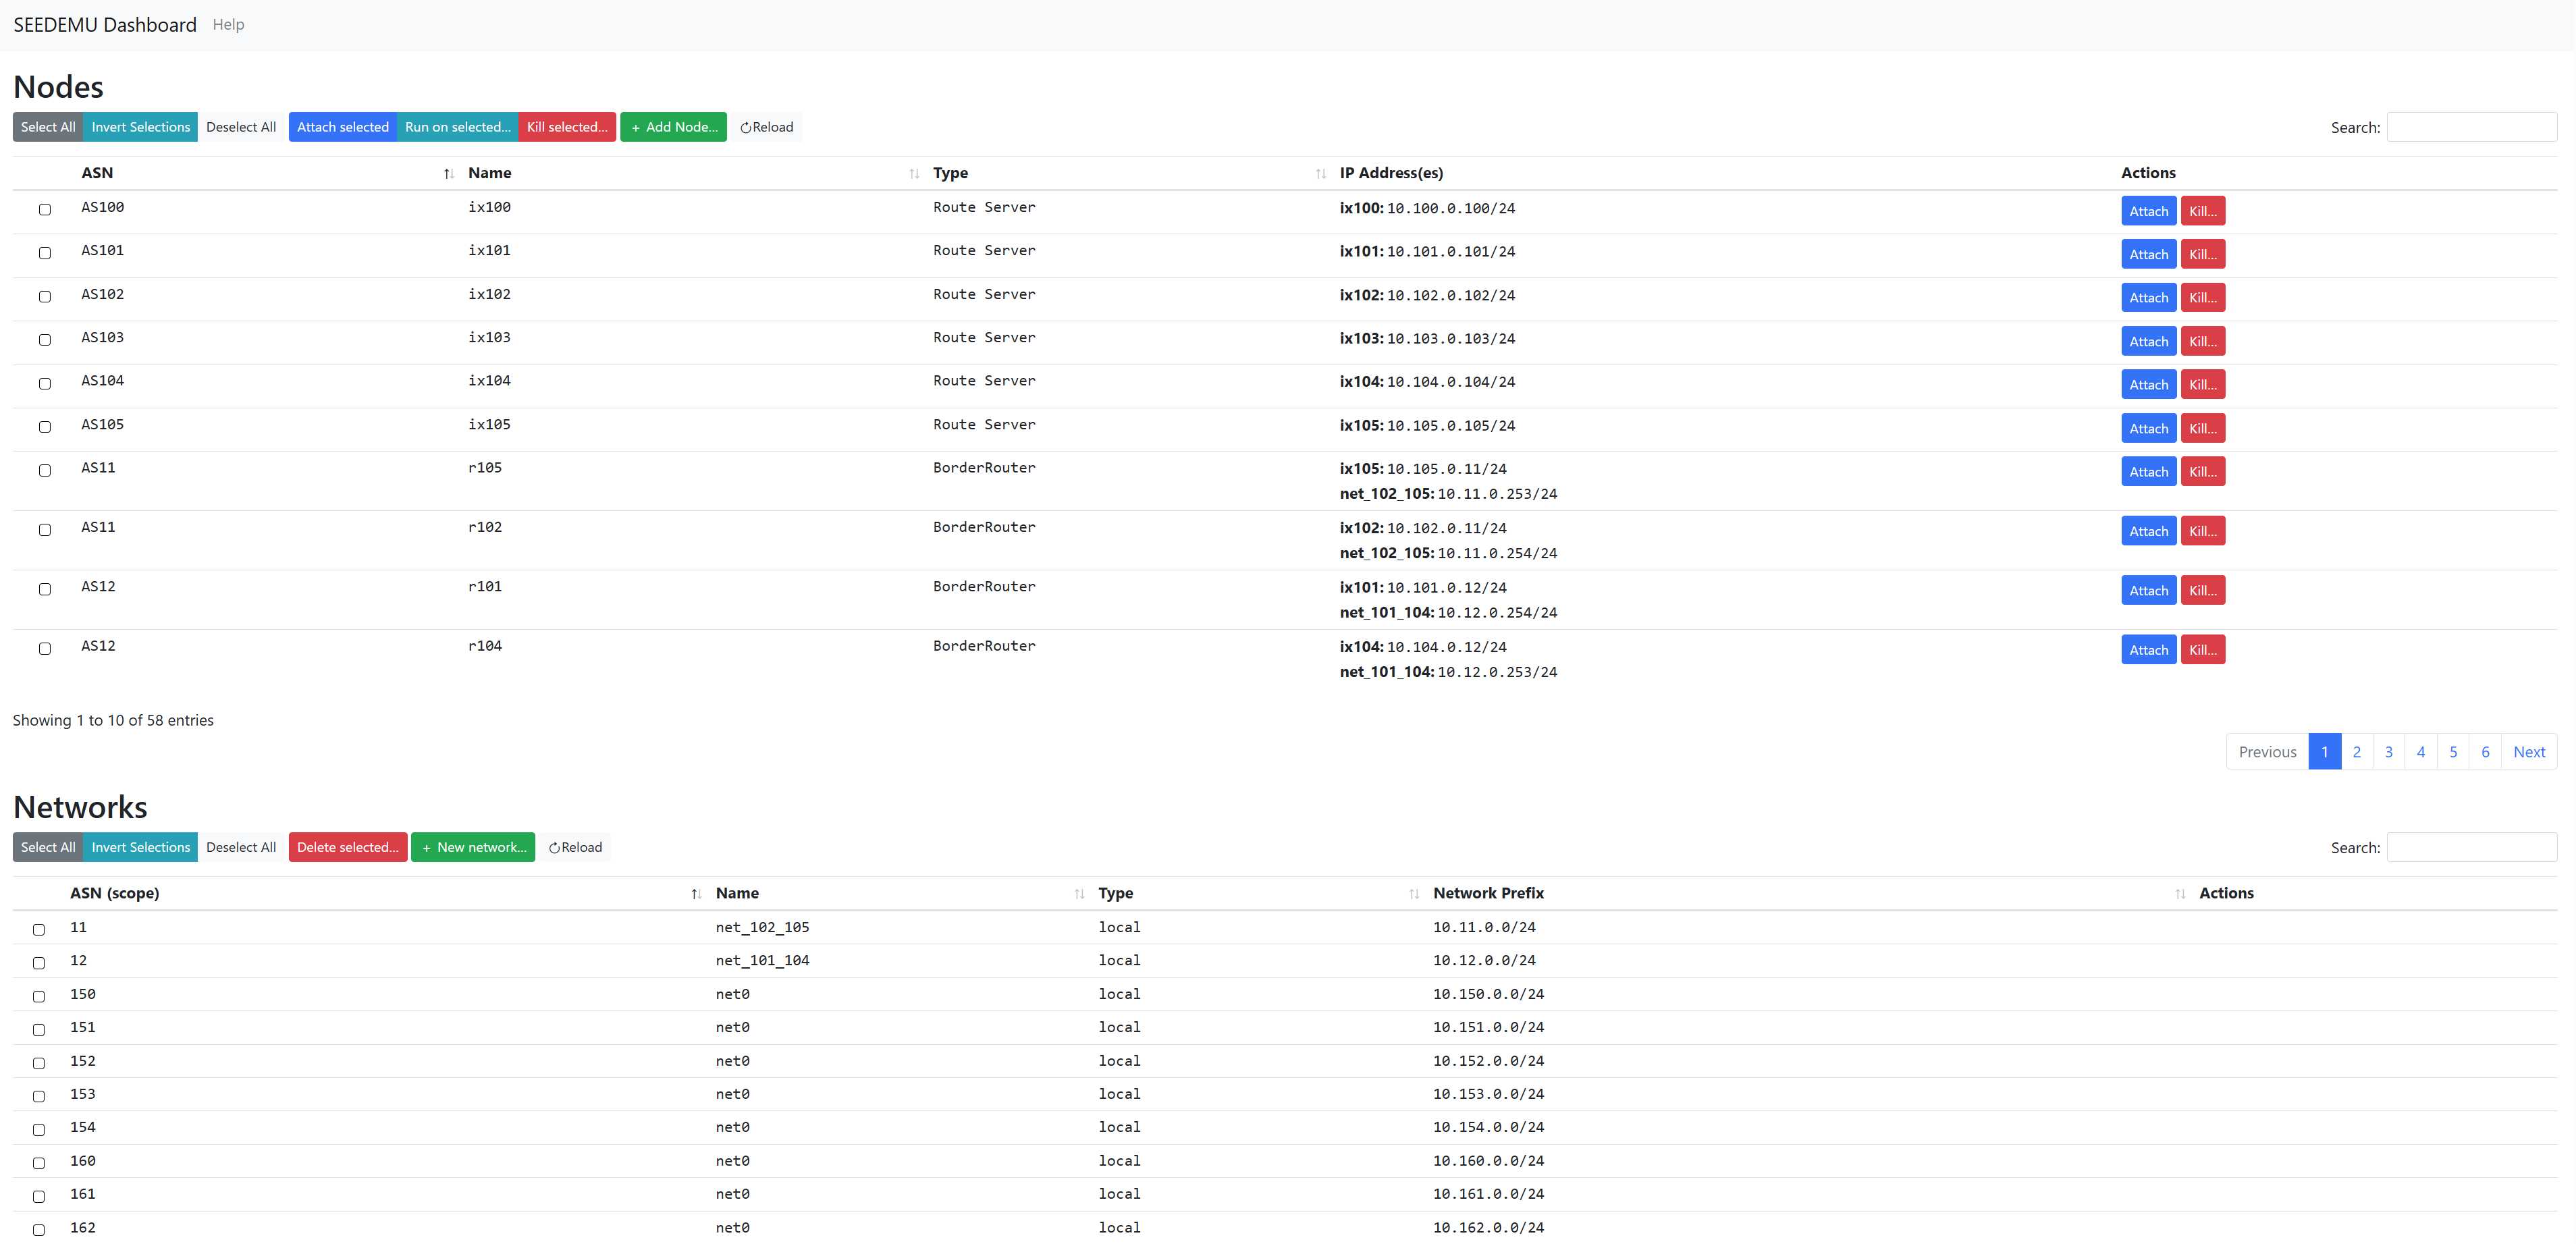 SEEDEMU Dashboard Help
Nodes
Select All Invert Selections Deselect All Attach selected Run on selected... Kill selected... + Add Node... Reload Search:
ASN Name Type IP Address(es) Actions
AS100 ix100 Route Server ix100: 10.100.0.100/24 Attach Kill...
AS101 ix101 Route Server ix101: 10.101.0.101/24 Attach Kill...
AS102 ix102 Route Server ix102: 10.102.0.102/24 Attach Kill...
AS103 ix103 Route Server ix103: 10.103.0.103/24 Attach Kill...
AS104 ix104 Route Server ix104: 10.104.0.104/24 Attach Kill...
AS105 ix105 Route Server ix105: 10.105.0.105/24 Attach Kill...
AS11 r105 BorderRouter ix105: 10.105.0.11/24 Attach Kill...
net_102_105: 10.11.0.253/24
AS11 r102 BorderRouter ix102: 10.102.0.11/24 Attach Kill...
net_102_105: 10.11.0.254/24
AS12 r101 BorderRouter ix101: 10.101.0.12/24 Attach Kill...
net_101_104: 10.12.0.254/24
AS12 r104 BorderRouter ix104: 10.104.0.12/24 Attach Kill...
net_101_104: 10.12.0.253/24
Showing 1 to 10 of 58 entries
Previous 1 2 3 4 5 6 Next
Networks
Select All Invert Selections Deselect All Delete selected... + New network... Reload Search:
ASN (scope) Name Type Network Prefix Actions
11 net_102_105 local 10.11.0.0/24
12 net_101_104 local 10.12.0.0/24
150 net0 local 10.150.0.0/24
151 net0 local 10.151.0.0/24
152 net0 local 10.152.0.0/24
153 net0 local 10.153.0.0/24
154 net0 local 10.154.0.0/24
160 net0 local 10.160.0.0/24
161 net0 local 10.161.0.0/24
162 net0 local 10.162.0.0/24